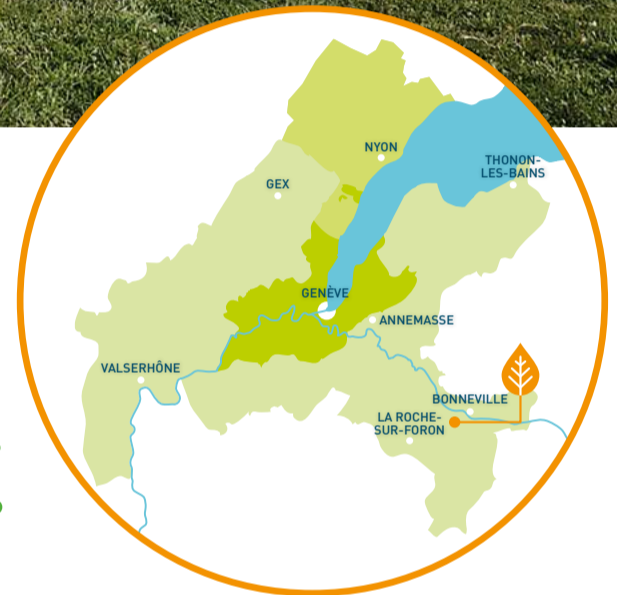 NYON
THONON-
LES-BAINS
GEX
GENÈVE
ANNEMASSE
VALSERHÔNE
BONNEVILLE
LA ROCHE-
SUR-FORON